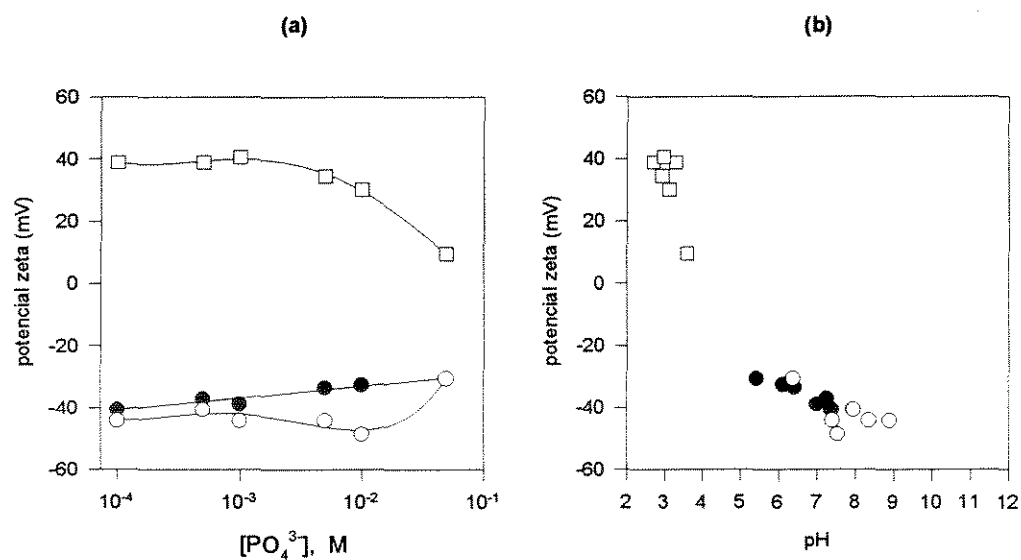 (a)
60
40
20
0
-20
-40
-60
potencial zeta (mV)
10⁻⁴
10⁻³
10⁻²
10⁻¹
[PO₄³⁻], M
(b)
60
40
20
0
-20
-40
-60
potencial zeta (mV)
2 3 4 5 6 7 8 9 10 11 12
pH